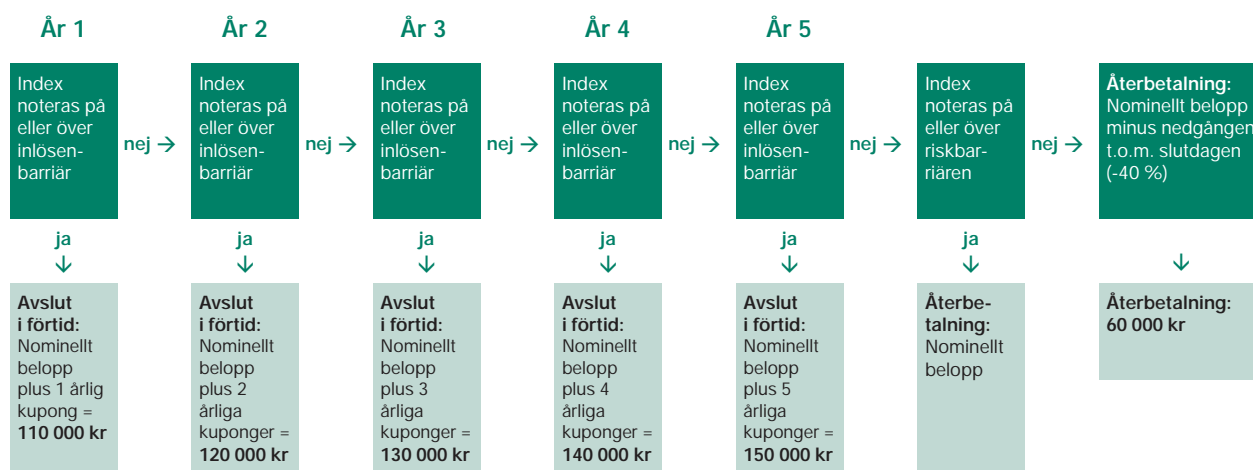 År 1
År 2
År 3
År 4
År 5
Index
noteras på
eller över
inlösen-
barriär
nej →
Index
noteras på
eller över
inlösen-
barriär
nej →
Index
noteras på
eller över
inlösen-
barriär
nej →
Index
noteras på
eller över
inlösen-
barriär
nej →
Index
noteras på
eller över
inlösen-
barriär
nej →
Index
noteras på
eller över
riskbar-
riären
nej →
Återbetalning:
Nominellt belopp
minus nedgången
t.o.m. slutdagen
(-40 %)
ja
↓
ja
↓
ja
↓
ja
↓
ja
↓
ja
↓
↓
Avslut
i förtid:
Nominellt
belopp
plus 1 årlig
kupong =
110 000 kr
Avslut
i förtid:
Nominellt
belopp
plus 2
årliga
kuponger =
120 000 kr
Avslut
i förtid:
Nominellt
belopp
plus 3
årliga
kuponger =
130 000 kr
Avslut
i förtid:
Nominellt
belopp
plus 4
årliga
kuponger =
140 000 kr
Avslut
i förtid:
Nominellt
belopp
plus 5
årliga
kuponger =
150 000 kr
Återbe-
talning:
Nominellt
belopp
Återbetalning:
60 000 kr